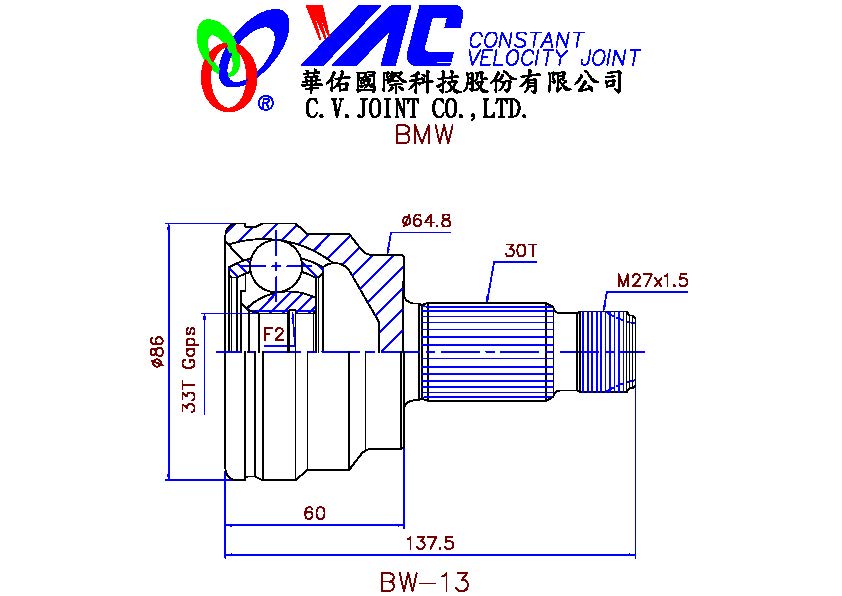 YAC CONSTANT
VELOCITY JOINT
®
華佑國際科技股份有限公司
C.V.JOINT CO.,LTD.
BMW
ø64.8
30T
M27x1.5
F2
ø86
33T Gaps
60
137.5
BW-13